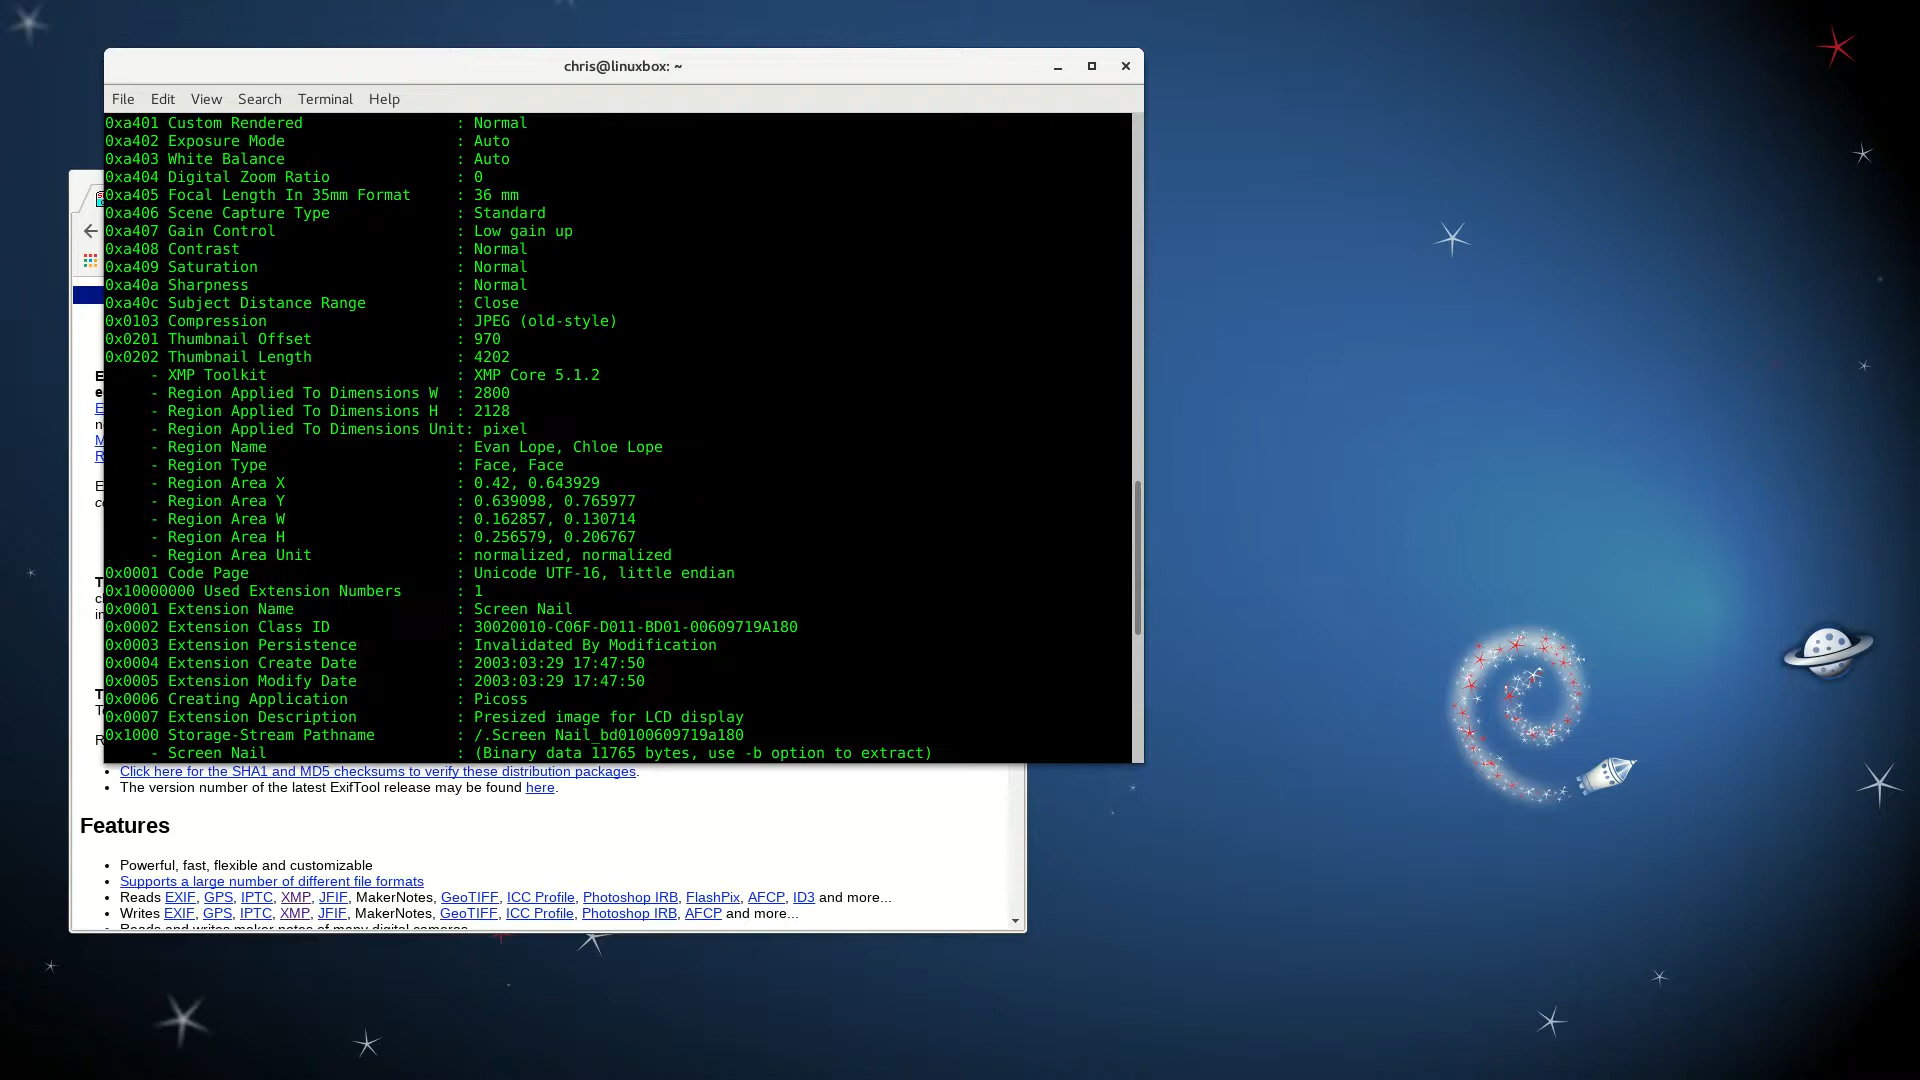 chris@linuxbox: ~
File Edit View Search Terminal Help
0xa401 Custom Rendered : Normal
0xa402 Exposure Mode : Auto
0xa403 White Balance : Auto
0xa404 Digital Zoom Ratio : 0
0xa405 Focal Length In 35mm Format : 36 mm
0xa406 Scene Capture Type : Standard
0xa407 Gain Control : Low gain up
0xa408 Contrast : Normal
0xa409 Saturation : Normal
0xa40a Sharpness : Normal
0xa40c Subject Distance Range : Close
0x0103 Compression : JPEG (old-style)
0x0201 Thumbnail Offset : 970
0x0202 Thumbnail Length : 4202
- XMP Toolkit : XMP Core 5.1.2
- Region Applied To Dimensions W : 2800
- Region Applied To Dimensions H : 2128
- Region Applied To Dimensions Unit: pixel
- Region Name : Evan Lope, Chloe Lope
- Region Type : Face, Face
- Region Area X : 0.42, 0.643929
- Region Area Y : 0.639098, 0.765977
- Region Area W : 0.162857, 0.130714
- Region Area H : 0.256579, 0.206767
- Region Area Unit : normalized, normalized
0x0001 Code Page : Unicode UTF-16, little endian
0x10000000 Used Extension Numbers : 1
0x0001 Extension Name : Screen Nail
0x0002 Extension Class ID : 30020010-C06F-D011-BD01-00609719A180
0x0003 Extension Persistence : Invalidated By Modification
0x0004 Extension Create Date : 2003:03:29 17:47:50
0x0005 Extension Modify Date : 2003:03:29 17:47:50
0x0006 Creating Application : Picoss
0x0007 Extension Description : Presized image for LCD display
0x1000 Storage-Stream Pathname : /.Screen Nail_bd0100609719a180
- Screen Nail : (Binary data 11765 bytes, use -b option to extract)
• Click here for the SHA1 and MD5 checksums to verify these distribution packages.
• The version number of the latest ExifTool release may be found here.
Features
• Powerful, fast, flexible and customizable
• Supports a large number of different file formats
• Reads EXIF, GPS, IPTC, XMP, JFIF, MakerNotes, GeoTIFF, ICC Profile, Photoshop IRB, FlashPix, AFCP, ID3 and more...
• Writes EXIF, GPS, IPTC, XMP, JFIF, MakerNotes, GeoTIFF, ICC Profile, Photoshop IRB, AFCP and more...
• Reads and writes maker notes of many digital cameras